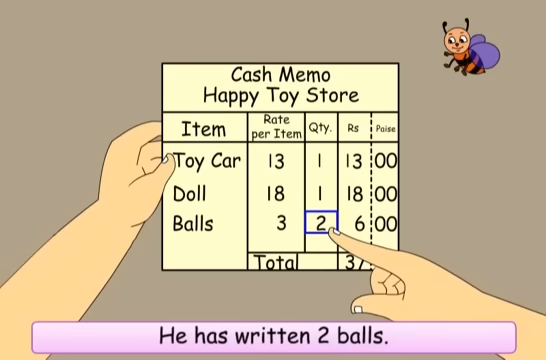 Cash Memo
Happy Toy Store
Item Rate per Item Qty. Rs Paise
Toy Car 13 1 13 00
Doll 18 1 18 00
Balls 3 2 6 00
Total 37
He has written 2 balls.